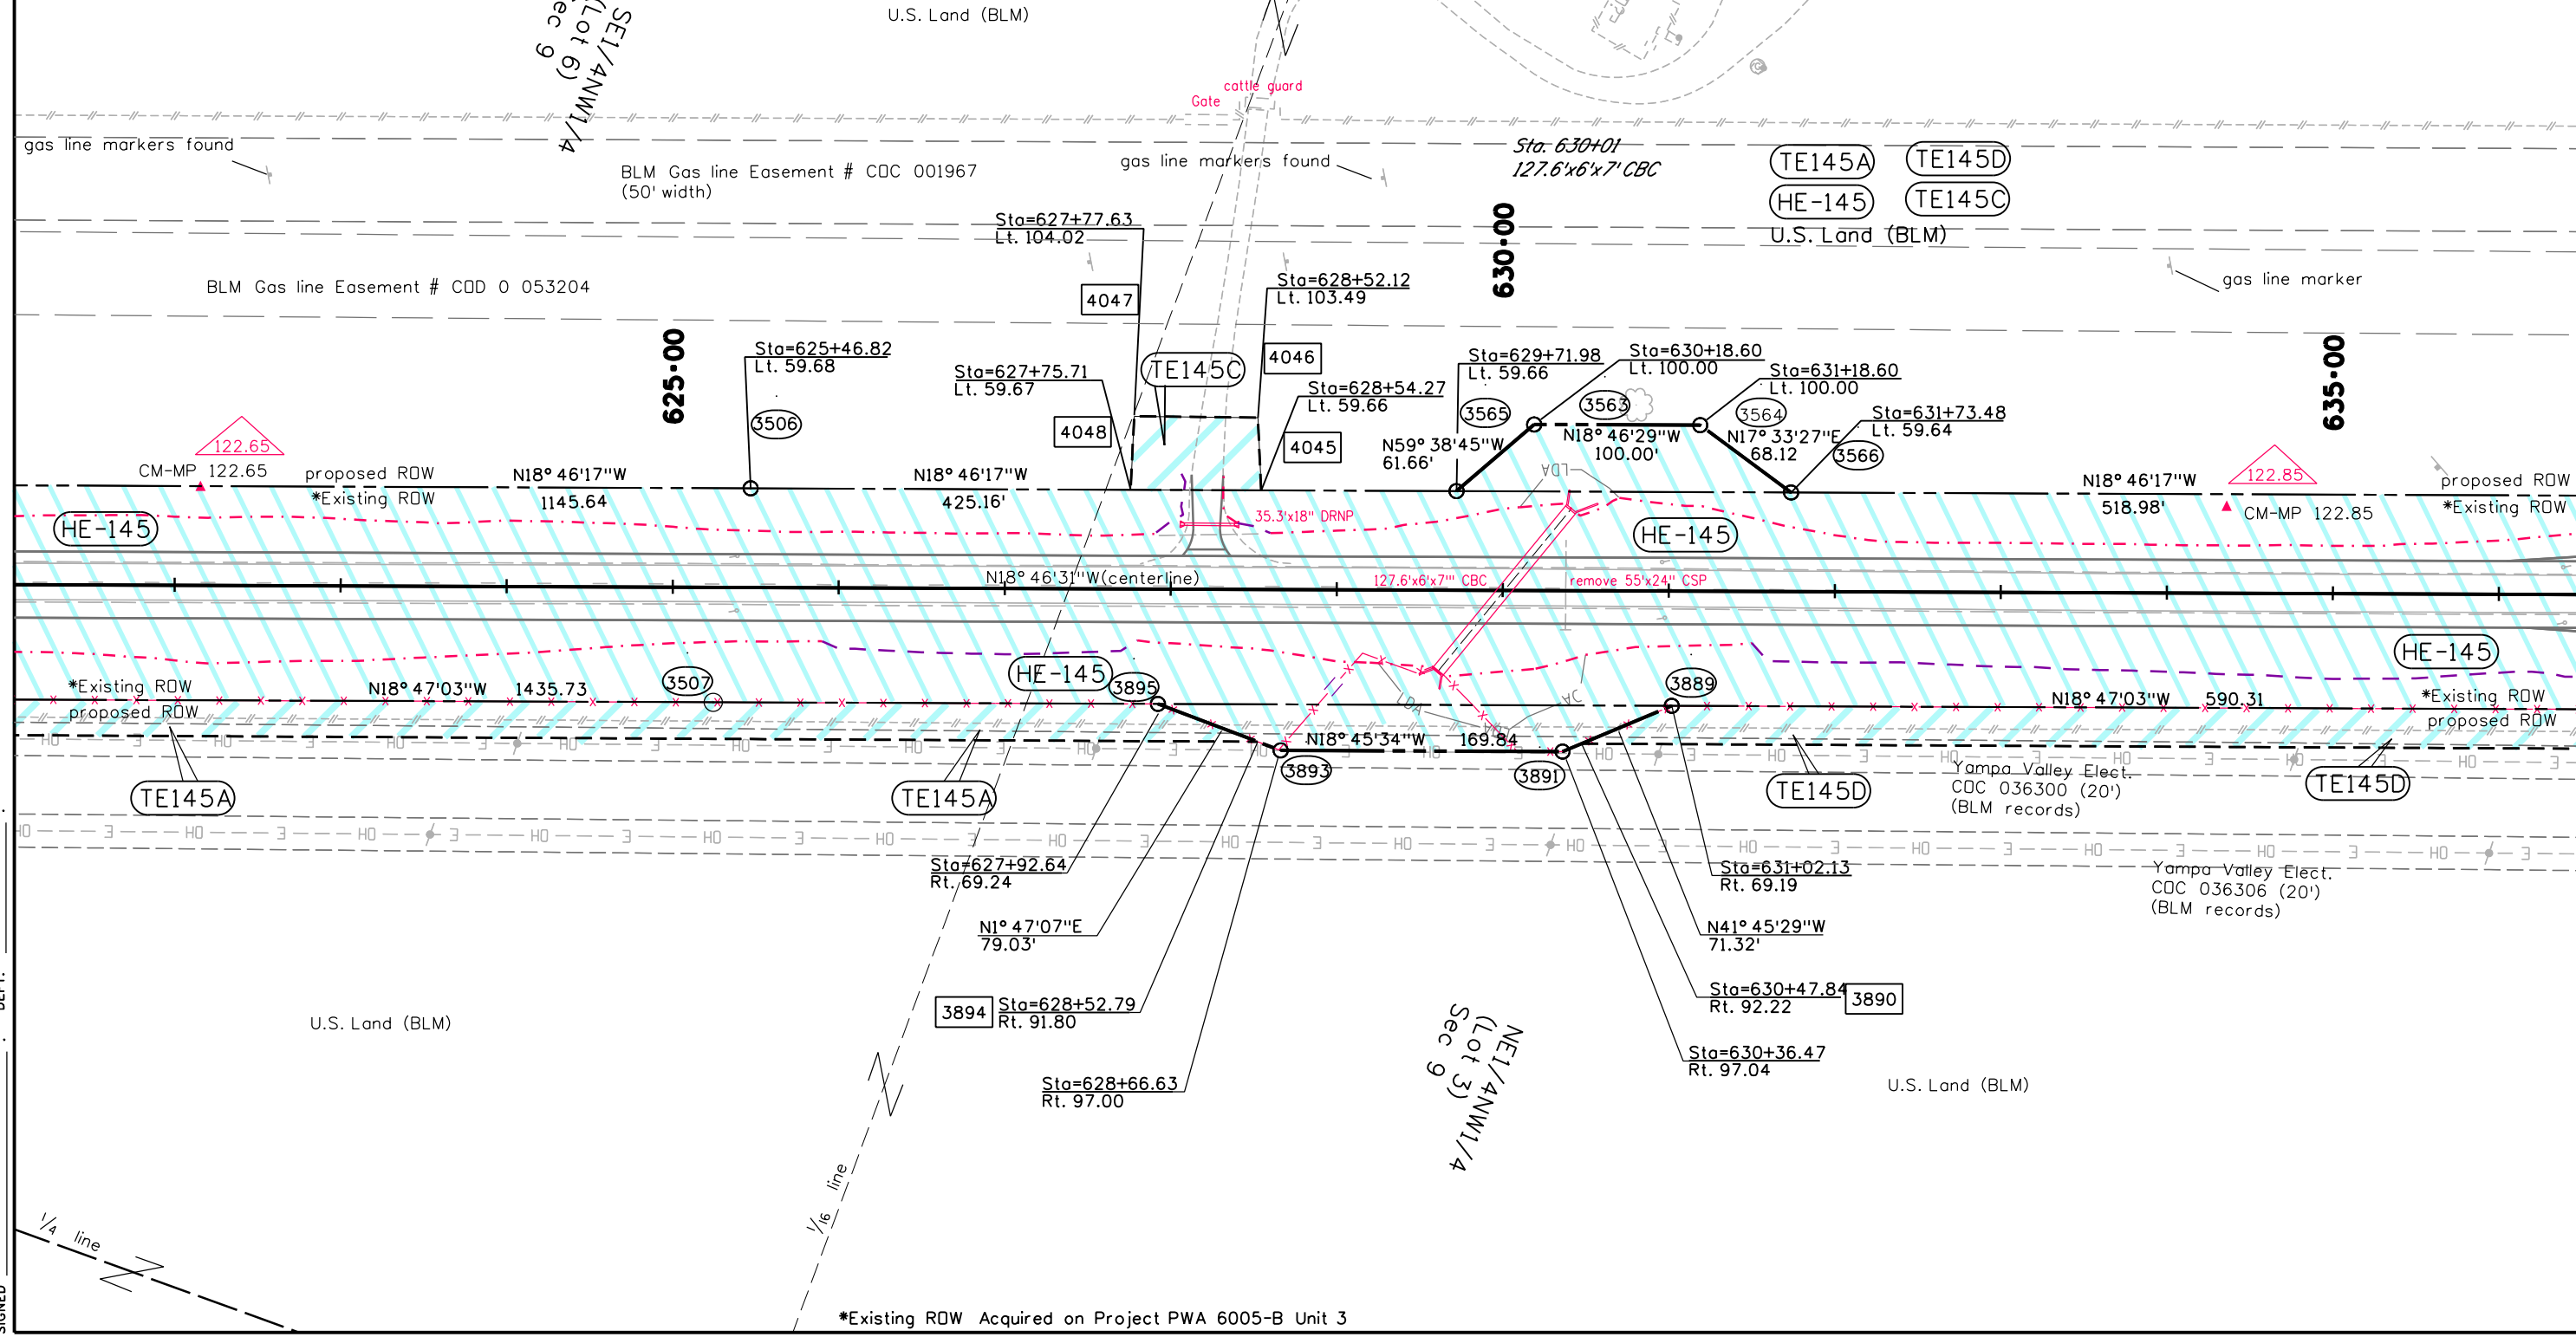 U.S. Land (BLM)
SE1/4NW1/4
(Lot 6)
Sec 9
cattle guard
Gate
gas line markers found
BLM Gas line Easement # COC 001967
(50' width)
gas line markers found
Sta. 630+01
127.6'x6'x7' CBC
TE145A
TE145D
HE-145
TE145C
U.S. Land (BLM)
Sta=627+77.63
Lt. 104.02
630+00
BLM Gas line Easement # COD 0 053204
4047
Sta=628+52.12
Lt. 103.49
gas line marker
625+00
Sta=625+46.82
Lt. 59.68
3506
Sta=627+75.71
Lt. 59.67
TE145C
4046
Sta=628+54.27
Lt. 59.66
4048
4045
Sta=629+71.98
Lt. 59.66
3565
Sta=630+18.60
Lt. 100.00
3563
Sta=631+18.60
Lt. 100.00
3564
Sta=631+73.48
Lt. 59.64
3566
635+00
N59° 38'45"W
61.66'
N18° 46'29"W
100.00'
N17° 33'27"E
68.12
122.65
CM-MP 122.65
proposed ROW
*Existing ROW
N18° 46'17"W
1145.64
N18° 46'17"W
425.16'
LDA
N18° 46'17"W
518.98'
122.85
CM-MP 122.85
proposed ROW
*Existing ROW
HE-145
35.3'x18" DRNP
HE-145
N18° 46'31"W(centerline)
127.6'x6'x7'" CBC
remove 55'x24" CSP
HE-145
HE-145
*Existing ROW
proposed ROW
N18° 47'03"W 1435.73
3507
3895
3889
LDA
N18° 47'03"W 590.31
*Existing ROW
proposed ROW
N18° 45'34"W 169.84
3893
3891
OH E OH E OH E OH E
TE145A
TE145A
TE145D
TE145D
Yampa Valley Elect.
COC 036300 (20')
(BLM records)
OH E OH E OH E OH E
Yampa Valley Elect.
COC 036306 (20')
(BLM records)
Sta=627+92.64
Rt. 69.24
Sta=631+02.13
Rt. 69.19
N1° 47'07"E
79.03'
N41° 45'29"W
71.32'
3894
Sta=628+52.79
Rt. 91.80
Sta=630+47.84
Rt. 92.22
3890
U.S. Land (BLM)
Sta=628+66.63
Rt. 97.00
Sta=630+36.47
Rt. 97.04
NE1/4NW1/4
(Lot 3)
Sec 9
U.S. Land (BLM)
1/4 line
1/16 line
*Existing ROW Acquired on Project PWA 6005-B Unit 3
SIGNED
DEPT.